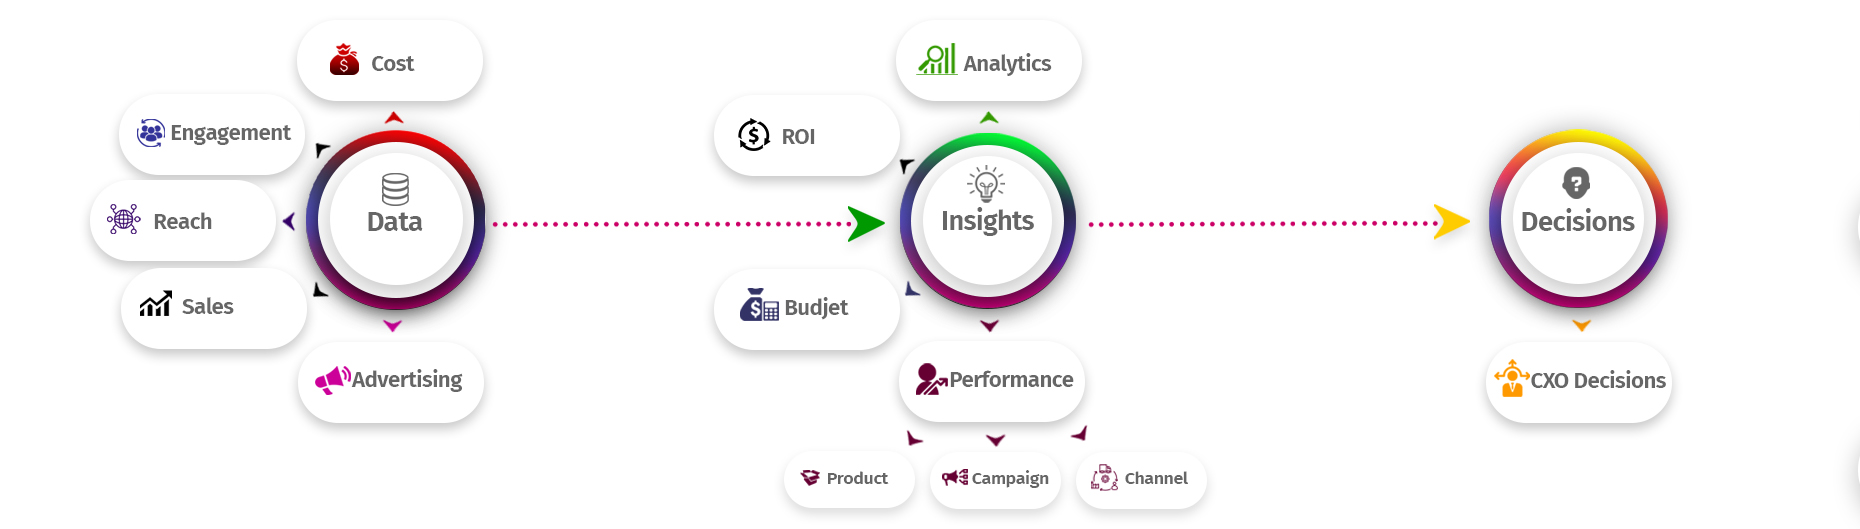 Cost
Engagement
Reach
Data
Sales
Advertising
Analytics
ROI
Insights
Budjet
Performance
Product
Campaign
Channel
Decisions
CXO Decisions